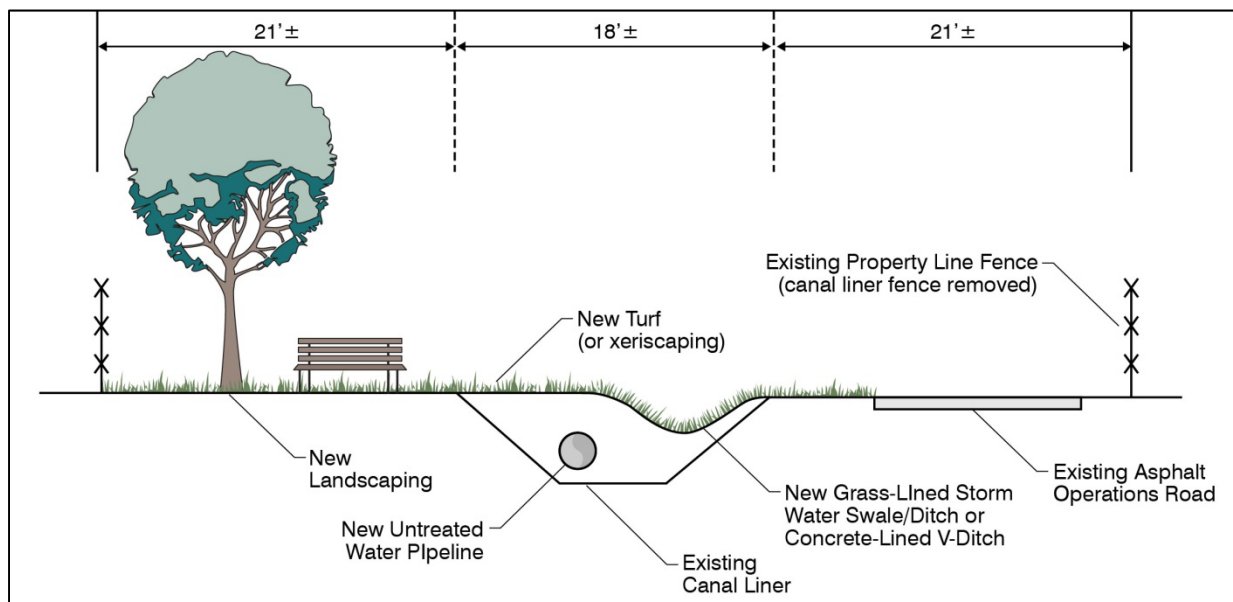 21’±
18’±
21’±
Existing Property Line Fence
(canal liner fence removed)
New Turf
(or xeriscaping)
New
Landscaping
New Untreated
Water PIpeline
Existing
Canal Liner
New Grass-LIned Storm
Water Swale/Ditch or
Concrete-Lined V-Ditch
Existing Asphalt
Operations Road